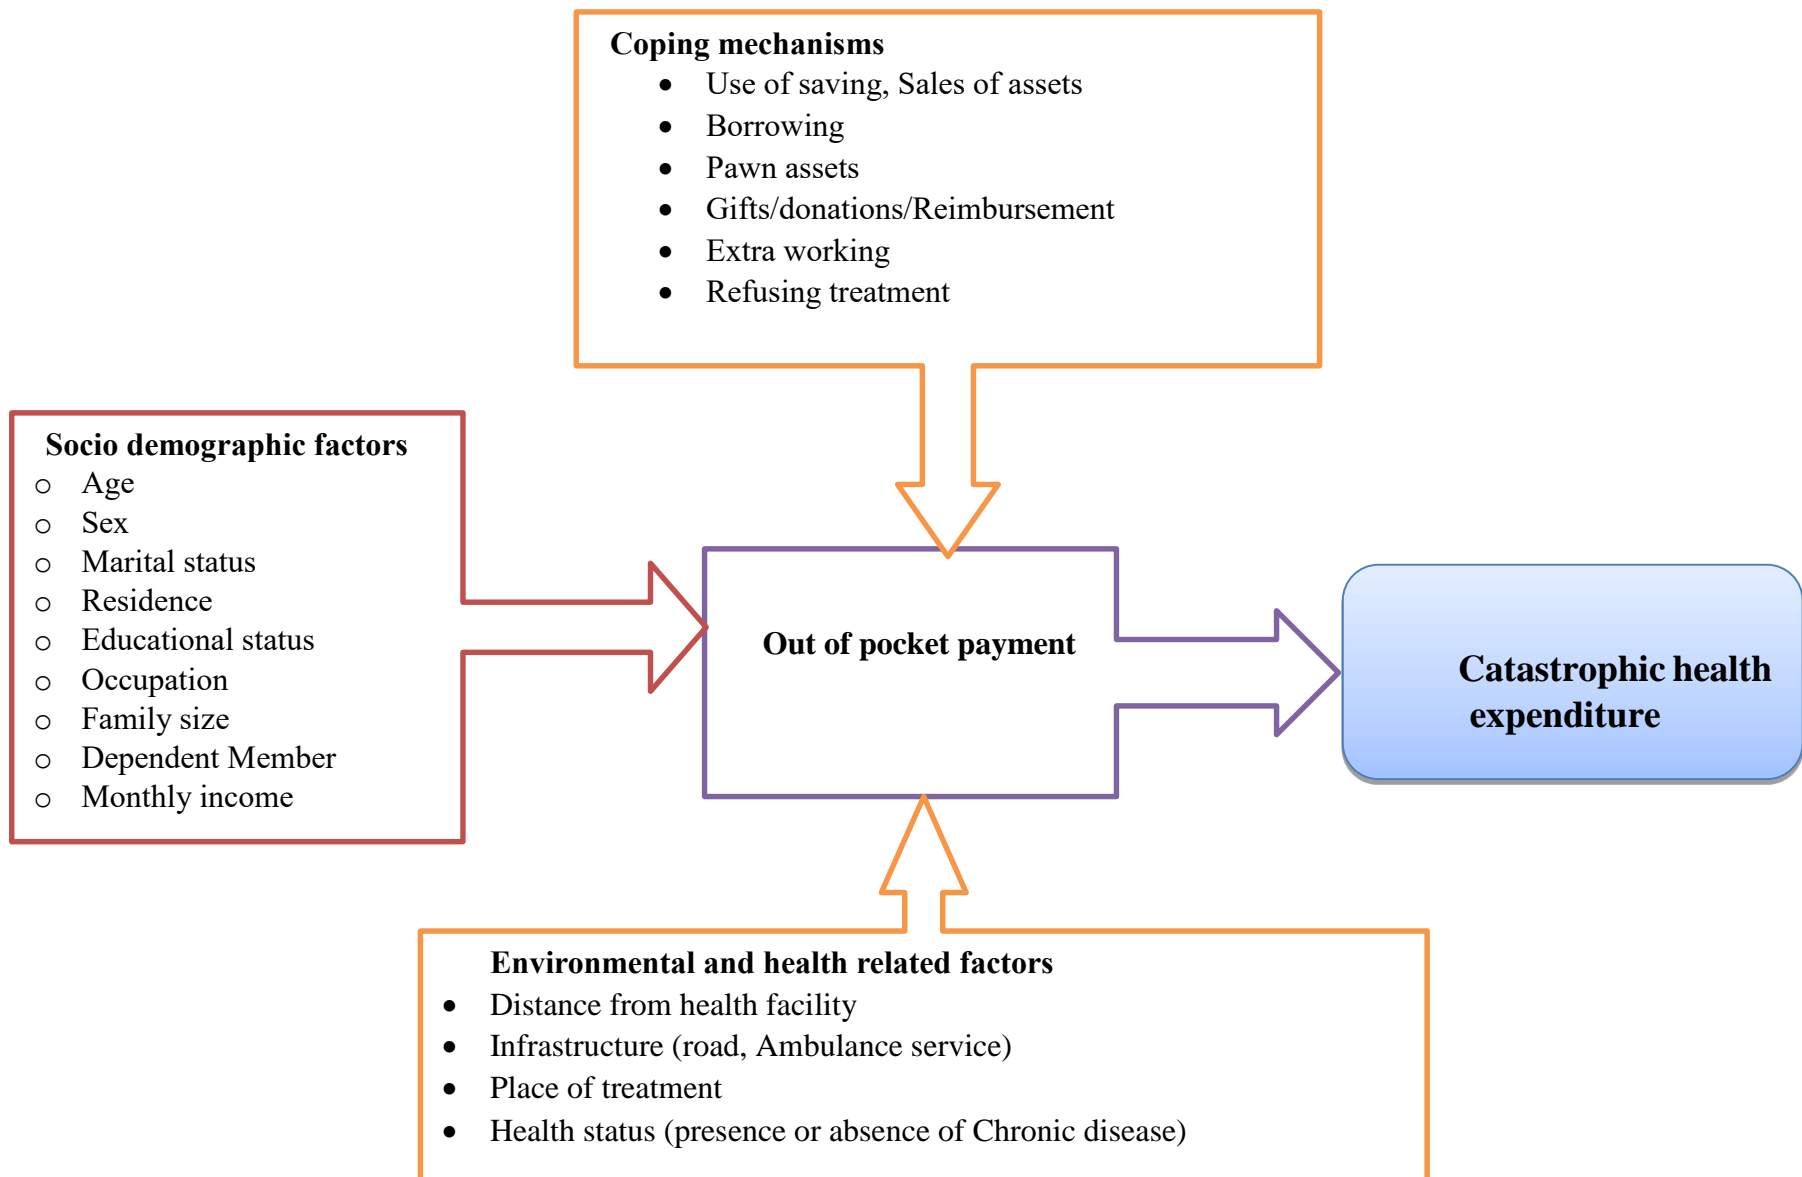 Coping mechanisms
• Use of saving, Sales of assets
• Borrowing
• Pawn assets
• Gifts/donations/Reimbursement
• Extra working
• Refusing treatment
Socio demographic factors
o Age
o Sex
o Marital status
o Residence
o Educational status
o Occupation
o Family size
o Dependent Member
o Monthly income
Out of pocket payment
Catastrophic health
expenditure
Environmental and health related factors
• Distance from health facility
• Infrastructure (road, Ambulance service)
• Place of treatment
• Health status (presence or absence of Chronic disease)